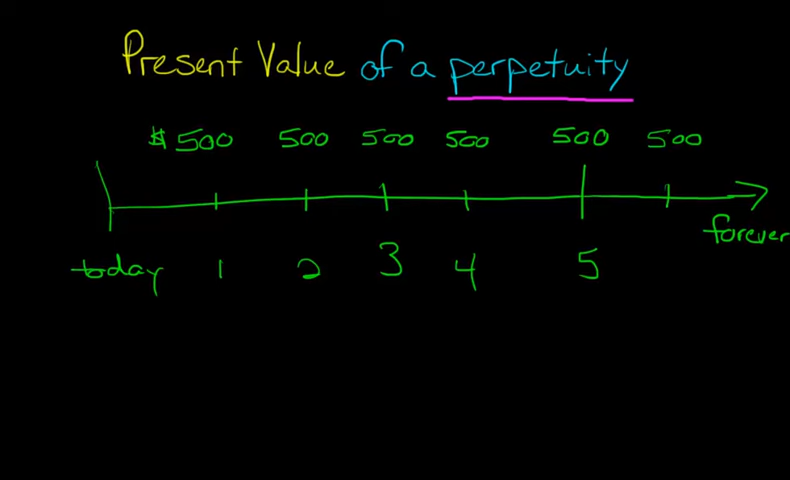 Present Value of a perpetuity
$500 500 500 500 500 500
forever
today 1 2 3 4 5